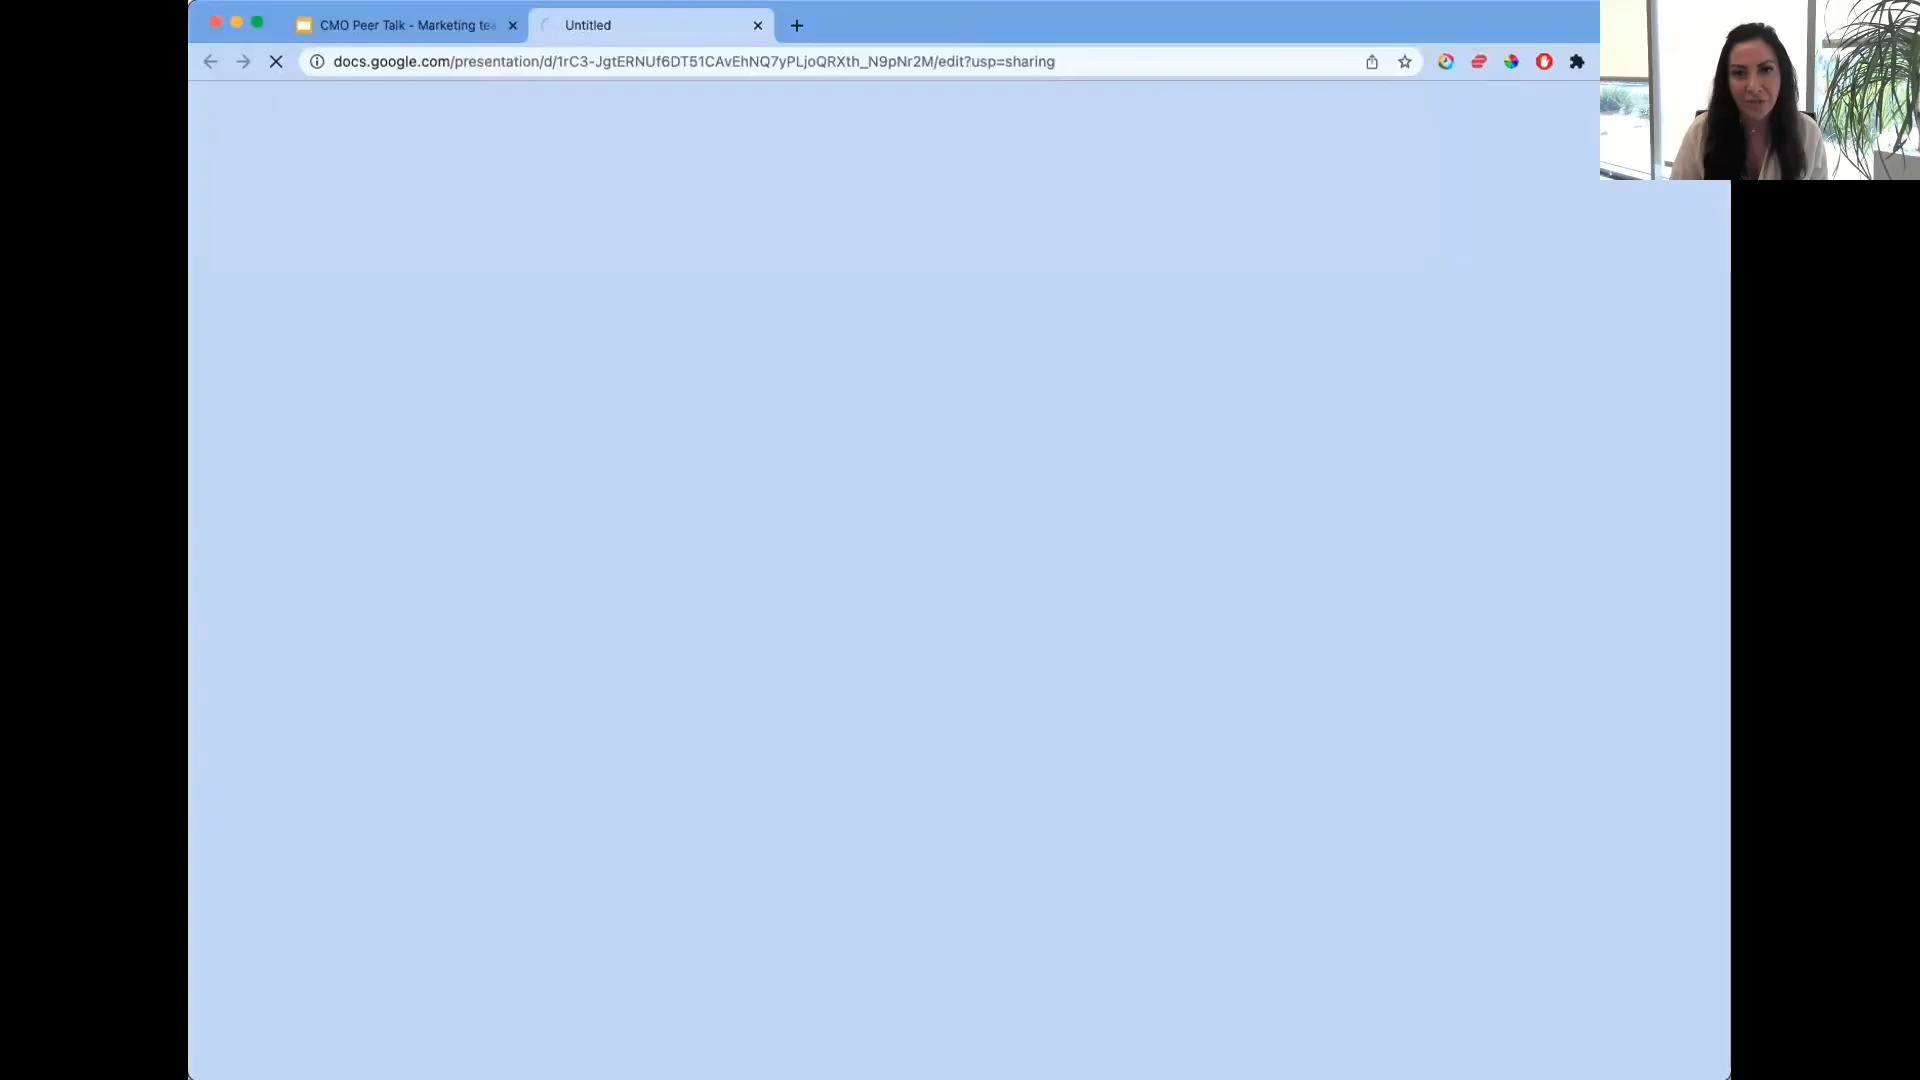 CMO Peer Talk - Marketing tea
Untitled
docs.google.com/presentation/d/1rC3-JgtERNUf6DT51CAvEhNQ7yPLjoQRXth_N9pNr2M/edit?usp=sharing